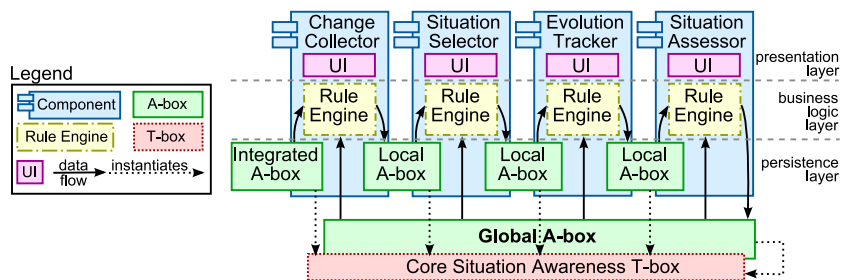 Change
Collector
Situation
Selector
Evolution
Tracker
Situation
Assessor
UI
UI
UI
UI
presentation
layer
Legend
Component
A-box
Rule Engine
T-box
UI
data
flow
instantiates
Rule
Engine
Rule
Engine
Rule
Engine
Rule
Engine
business
logic
layer
Integrated
A-box
Local
A-box
Local
A-box
Local
A-box
persistence
layer
Global A-box
Core Situation Awareness T-box